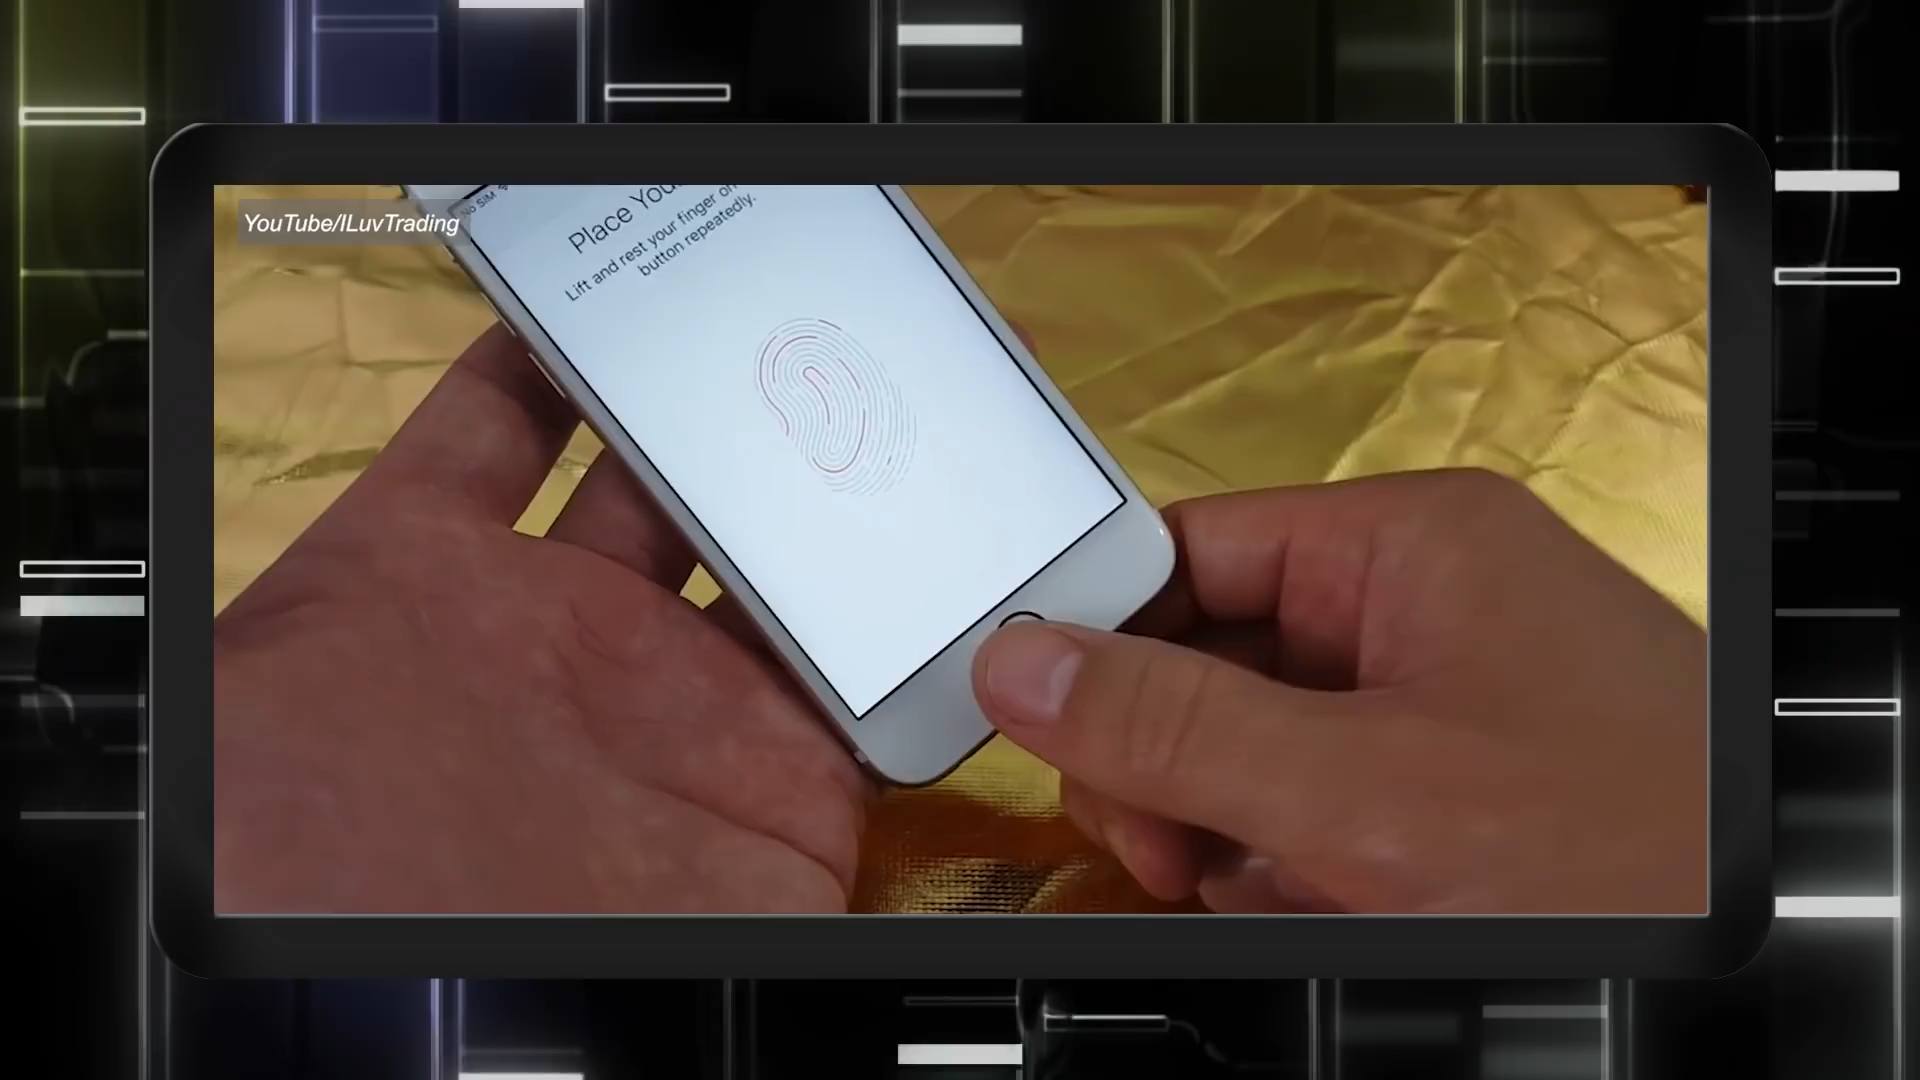 YouTube/ILuvTrading
No SIM
Place You
Lift and rest your finger on
button repeatedly.